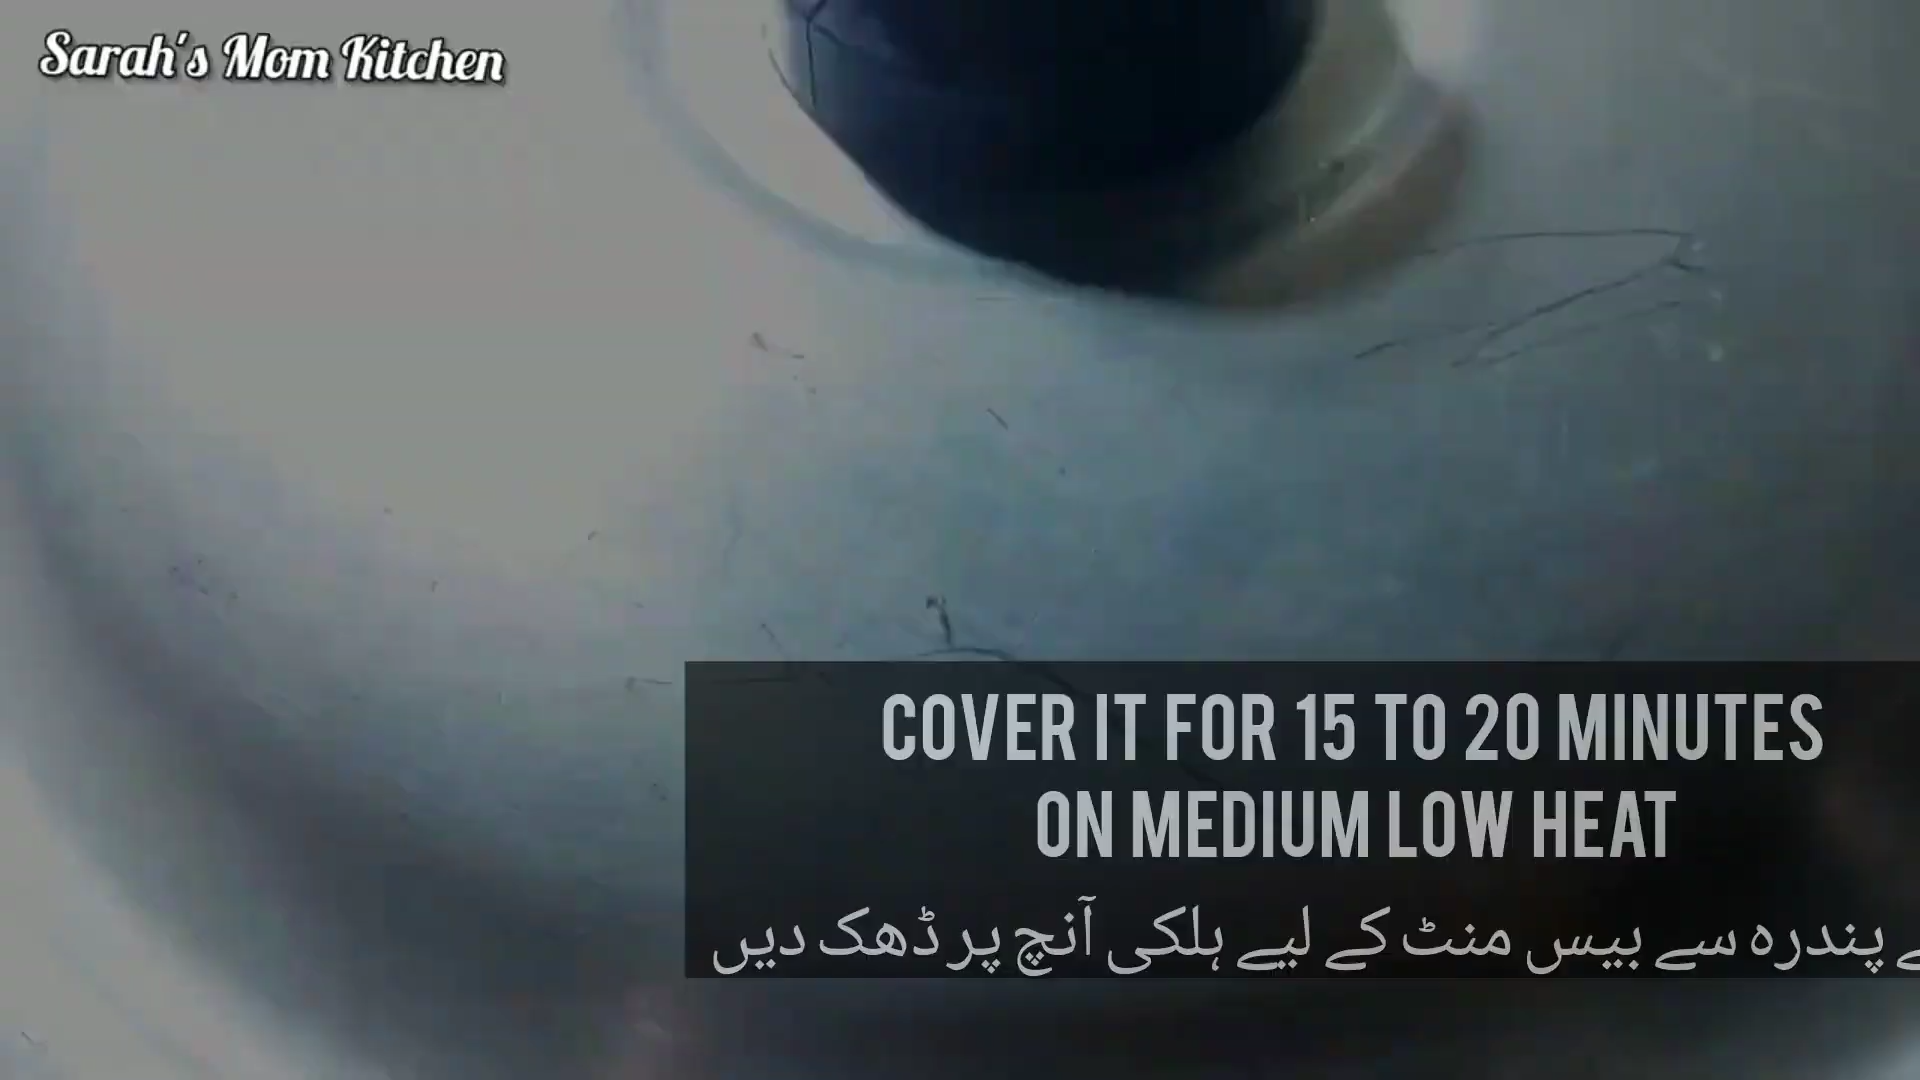 Sarah's Mom Kitchen
COVER IT FOR 15 TO 20 MINUTES
ON MEDIUM LOW HEAT
پندرہ سے بیس منٹ کے لیے ہلکی آنچ پر ڈھک دیں